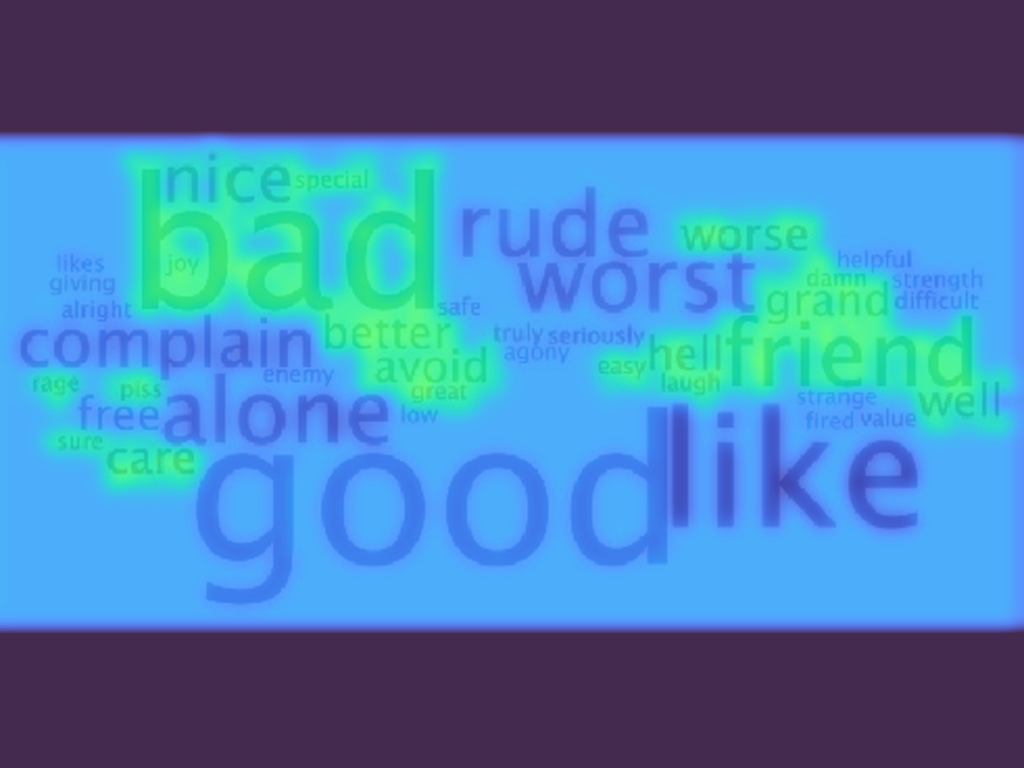 nice special
bad rude worse
likes joy helpful
giving worst damn strength
alright safe grand difficult
complain better truly seriously friend
avoid agony easy hell
rage piss enemy great laugh strange well
free alone low fired value
sure
care
good like